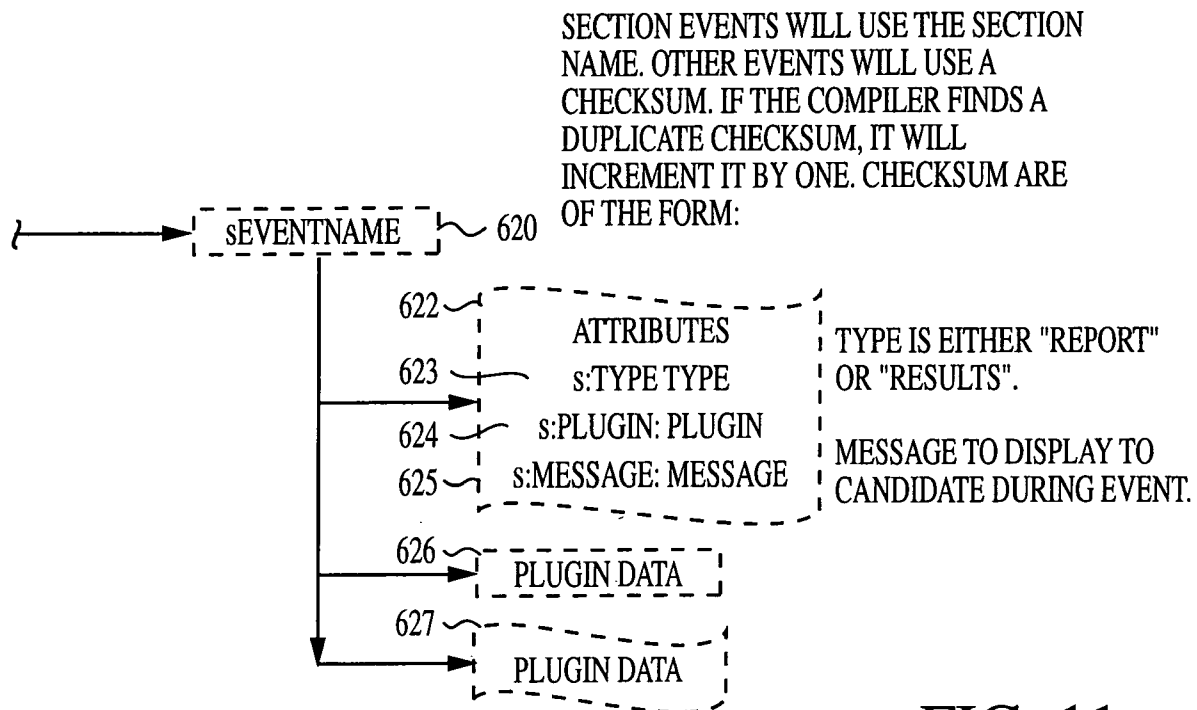 SECTION EVENTS WILL USE THE SECTION
NAME. OTHER EVENTS WILL USE A
CHECKSUM. IF THE COMPILER FINDS A
DUPLICATE CHECKSUM, IT WILL
INCREMENT IT BY ONE. CHECKSUM ARE
OF THE FORM:
sEVENTNAME
620
622
ATTRIBUTES
623
s:TYPE TYPE
TYPE IS EITHER "REPORT"
OR "RESULTS".
624
s:PLUGIN: PLUGIN
625
s:MESSAGE: MESSAGE
MESSAGE TO DISPLAY TO
CANDIDATE DURING EVENT.
626
PLUGIN DATA
627
PLUGIN DATA